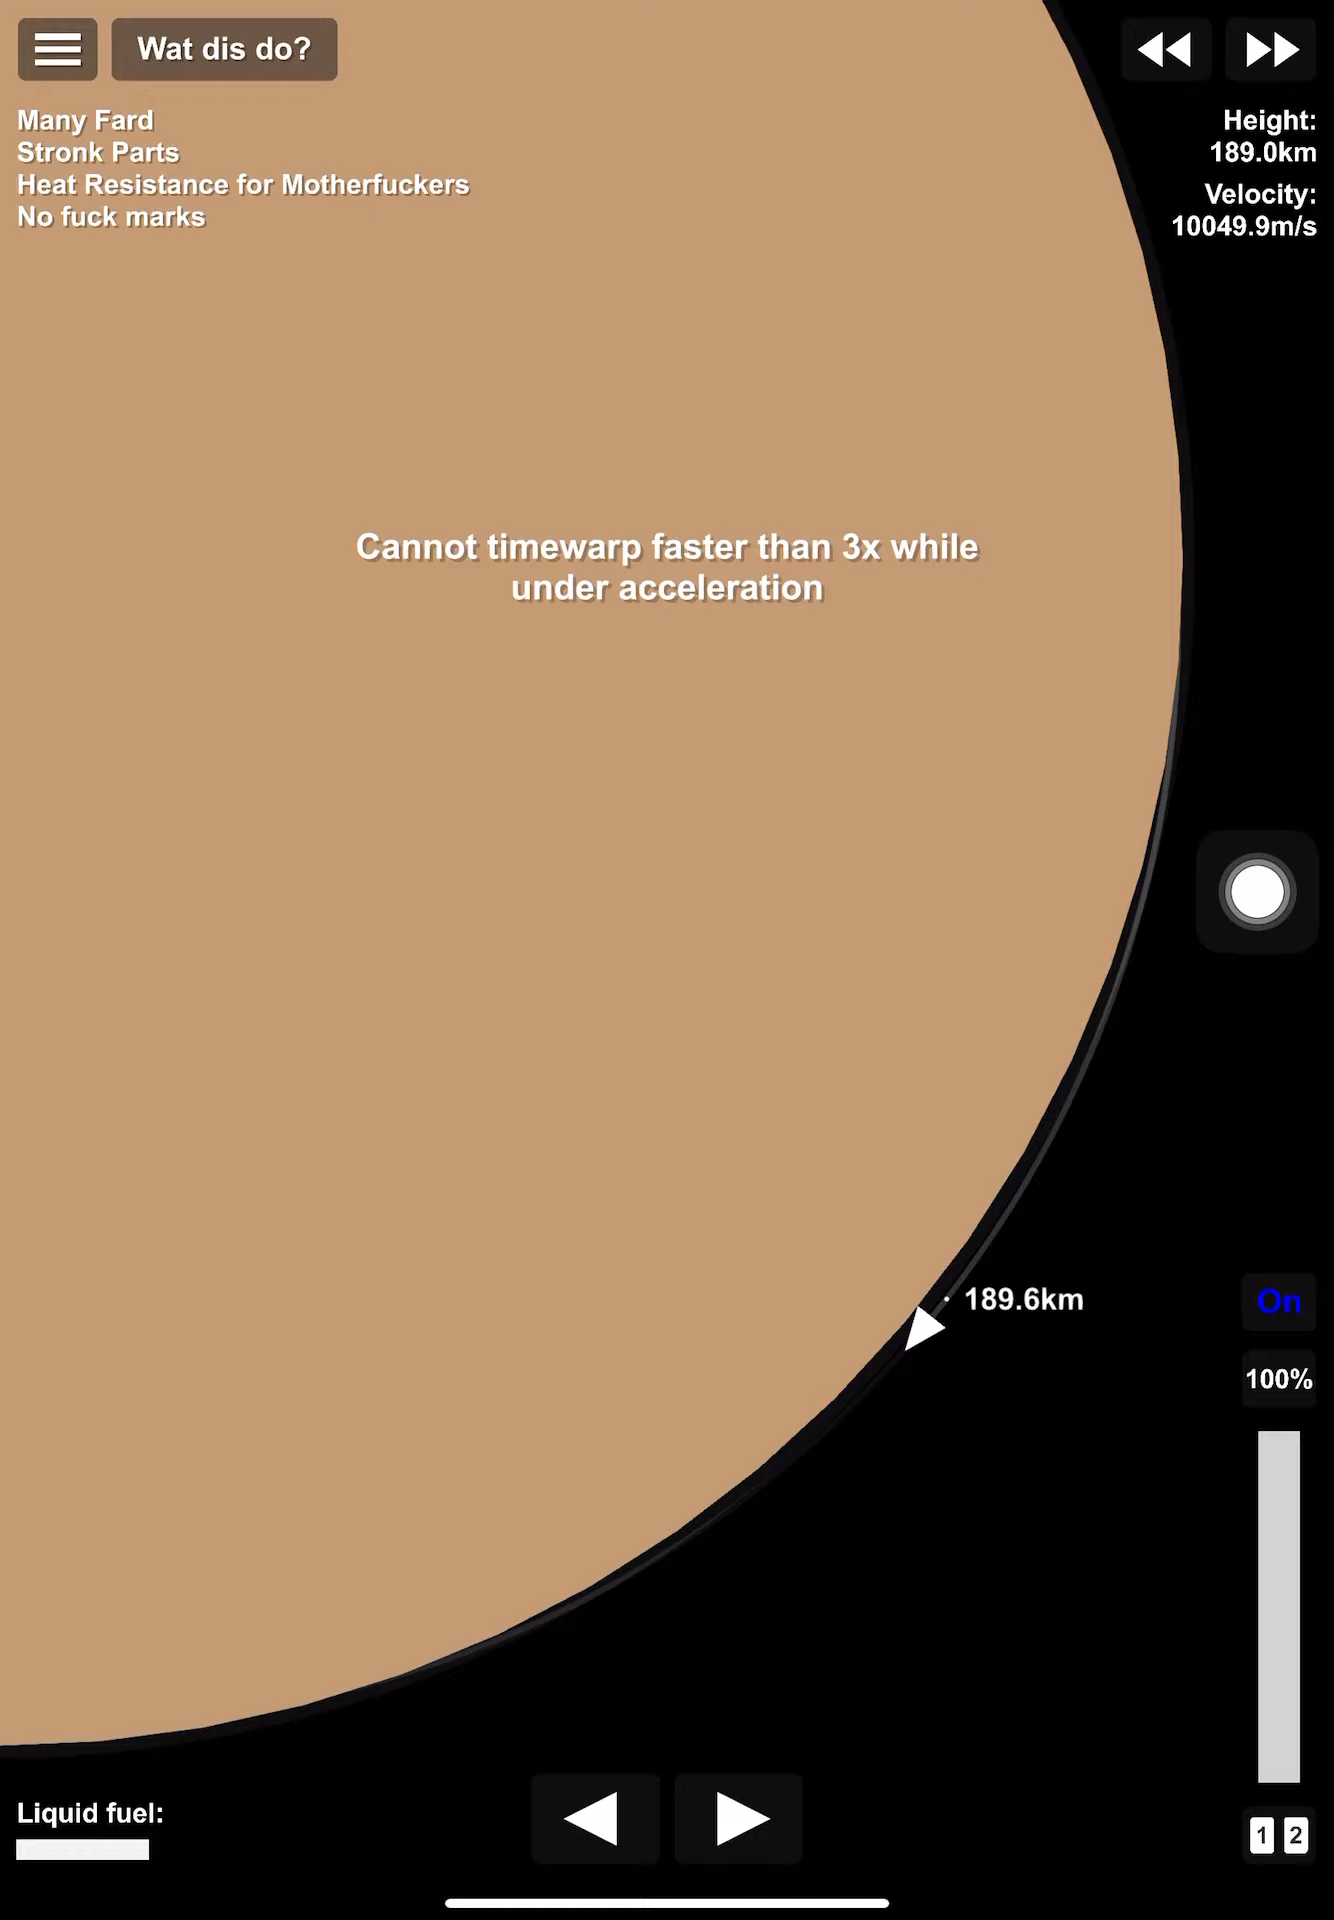 Wat dis do?
Many Fard
Stronk Parts
Heat Resistance for Motherfuckers
No fuck marks
Height:
189.0km
Velocity:
10049.9m/s
Cannot timewarp faster than 3x while
under acceleration
189.6km
On
100%
Liquid fuel:
1 2